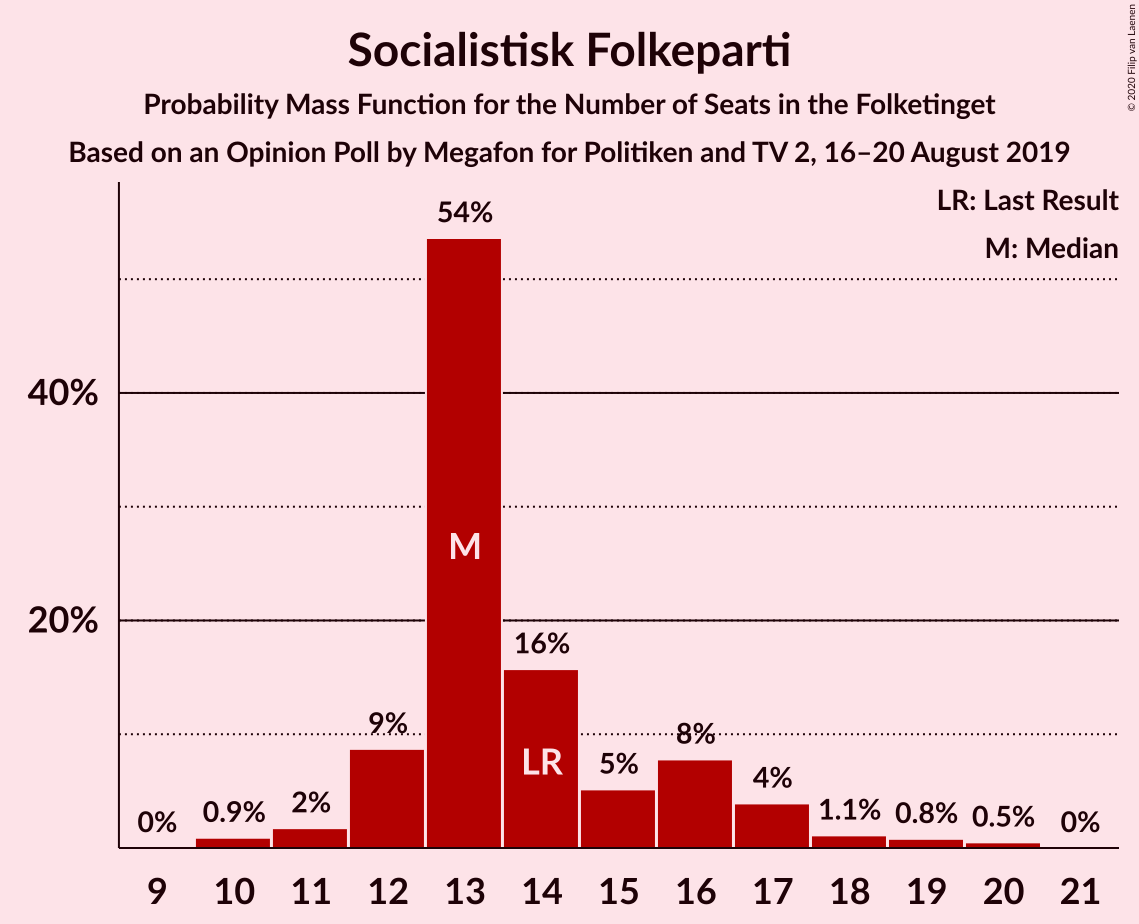 Socialistisk Folkeparti
Probability Mass Function for the Number of Seats in the Folketinget
Based on an Opinion Poll by Megafon for Politiken and TV 2, 16–20 August 2019
© 2020 Filip van Laenen
LR: Last Result
M: Median
54%
40%
M
20%
16%
9%
8%
LR
5%
4%
0%
0.9%
2%
1.1%
0.8%
0.5%
0%
9 10 11 12 13 14 15 16 17 18 19 20 21